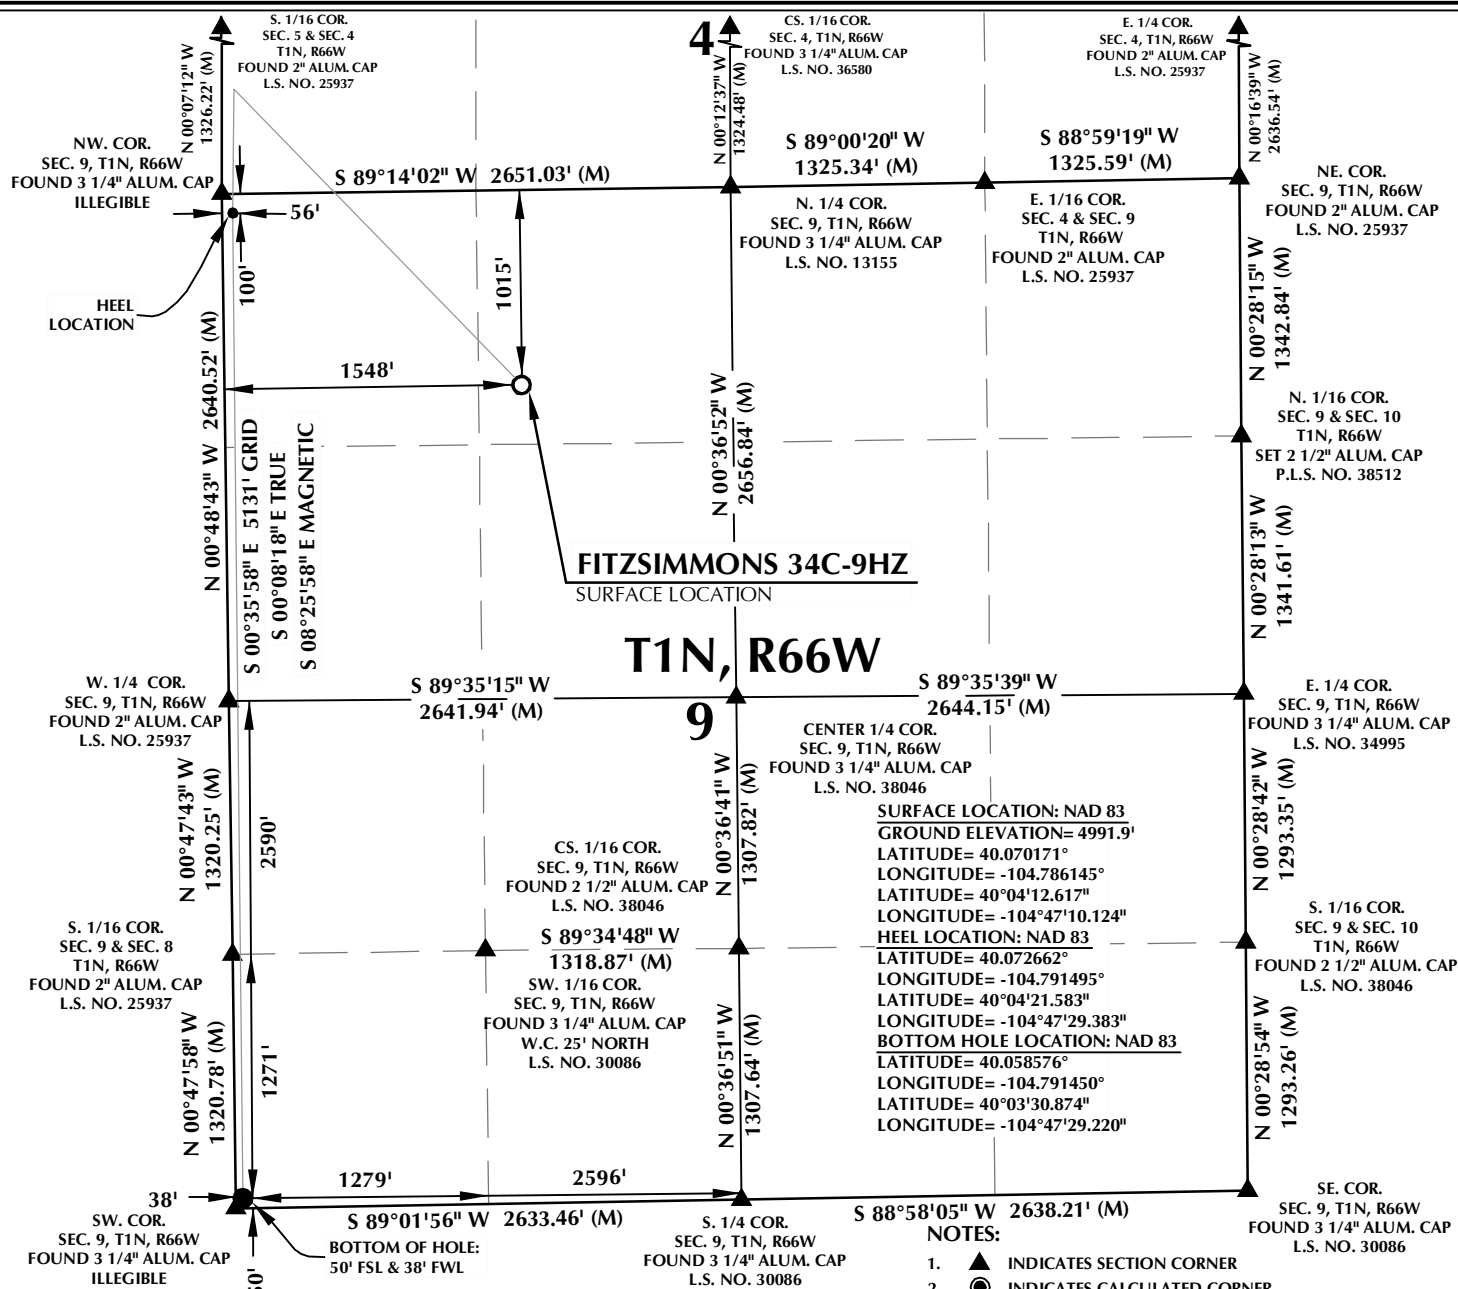 S. 1/16 COR.
SEC. 5 & SEC. 4
T1N, R66W
FOUND 2" ALUM. CAP
L.S. NO. 25937
4
CS. 1/16 COR.
SEC. 4, T1N, R66W
FOUND 3 1/4" ALUM. CAP
L.S. NO. 36580
E. 1/4 COR.
SEC. 4, T1N, R66W
FOUND 2" ALUM. CAP
L.S. NO. 25937
N 00°07'12" W
1326.22' (M)
N 00°12'37" W
1324.48' (M)
N 00°16'39" W
2636.54' (M)
NW. COR.
SEC. 9, T1N, R66W
FOUND 3 1/4" ALUM. CAP
ILLEGIBLE
S 89°14'02" W 2651.03' (M)
S 89°00'20" W
1325.34' (M)
S 88°59'19" W
1325.59' (M)
NE. COR.
SEC. 9, T1N, R66W
FOUND 2" ALUM. CAP
L.S. NO. 25937
56'
100'
HEEL
LOCATION
1015'
N. 1/4 COR.
SEC. 9, T1N, R66W
FOUND 3 1/4" ALUM. CAP
L.S. NO. 13155
E. 1/16 COR.
SEC. 4 & SEC. 9
T1N, R66W
FOUND 2" ALUM. CAP
L.S. NO. 25937
N 00°28'15" W
1342.84' (M)
1548'
N 00°48'43" W 2640.52' (M)
S 00°35'58" E 5131' GRID
S 00°08'18" E TRUE
S 08°25'58" E MAGNETIC
N 00°36'52" W
2656.84' (M)
N. 1/16 COR.
SEC. 9 & SEC. 10
T1N, R66W
SET 2 1/2" ALUM. CAP
P.L.S. NO. 38512
N 00°28'13" W
1341.61' (M)
FITZSIMMONS 34C-9HZ
SURFACE LOCATION
T1N, R66W
W. 1/4 COR.
SEC. 9, T1N, R66W
FOUND 2" ALUM. CAP
L.S. NO. 25937
S 89°35'15" W
2641.94' (M)
9
S 89°35'39" W
2644.15' (M)
E. 1/4 COR.
SEC. 9, T1N, R66W
FOUND 3 1/4" ALUM. CAP
L.S. NO. 34995
CENTER 1/4 COR.
SEC. 9, T1N, R66W
FOUND 3 1/4" ALUM. CAP
L.S. NO. 38046
N 00°47'43" W
1320.25' (M)
2590'
N 00°36'41" W
1307.82' (M)
N 00°28'42" W
1293.35' (M)
CS. 1/16 COR.
SEC. 9, T1N, R66W
FOUND 2 1/2" ALUM. CAP
L.S. NO. 38046
SURFACE LOCATION: NAD 83
GROUND ELEVATION= 4991.9'
LATITUDE= 40.070171°
LONGITUDE= -104.786145°
LATITUDE= 40°04'12.617"
LONGITUDE= -104°47'10.124"
HEEL LOCATION: NAD 83
LATITUDE= 40.072662°
LONGITUDE= -104.791495°
LATITUDE= 40°04'21.583"
LONGITUDE= -104°47'29.383"
BOTTOM HOLE LOCATION: NAD 83
LATITUDE= 40.058576°
LONGITUDE= -104.791450°
LATITUDE= 40°03'30.874"
LONGITUDE= -104°47'29.220"
S. 1/16 COR.
SEC. 9 & SEC. 8
T1N, R66W
FOUND 2" ALUM. CAP
L.S. NO. 25937
S 89°34'48" W
1318.87' (M)
SW. 1/16 COR.
SEC. 9, T1N, R66W
FOUND 3 1/4" ALUM. CAP
W.C. 25' NORTH
L.S. NO. 30086
S. 1/16 COR.
SEC. 9 & SEC. 10
T1N, R66W
FOUND 2 1/2" ALUM. CAP
L.S. NO. 38046
N 00°47'58" W
1320.78' (M)
1271'
N 00°36'51" W
1307.64' (M)
N 00°28'54" W
1293.26' (M)
38'
1279'
2596'
SW. COR.
SEC. 9, T1N, R66W
FOUND 3 1/4" ALUM. CAP
ILLEGIBLE
S 89°01'56" W 2633.46' (M)
BOTTOM OF HOLE:
50' FSL & 38' FWL
S. 1/4 COR.
SEC. 9, T1N, R66W
FOUND 3 1/4" ALUM. CAP
L.S. NO. 30086
S 88°58'05" W 2638.21' (M)
SE. COR.
SEC. 9, T1N, R66W
FOUND 3 1/4" ALUM. CAP
L.S. NO. 30086
NOTES:
1. INDICATES SECTION CORNER
2. INDICATES CALCULATED CORNER